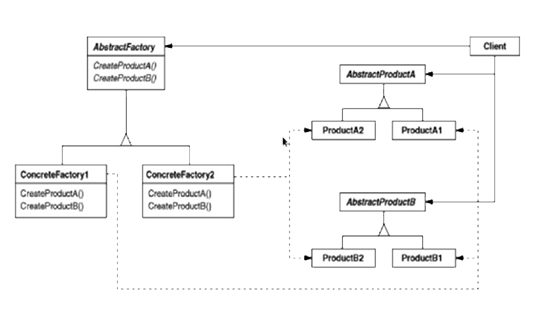 AbstractFactory
CreateProductA()
CreateProductB()
Client
AbstractProductA
ProductA2
ProductA1
ConcreteFactory1
CreateProductA()
CreateProductB()
ConcreteFactory2
CreateProductA()
CreateProductB()
AbstractProductB
ProductB2
ProductB1